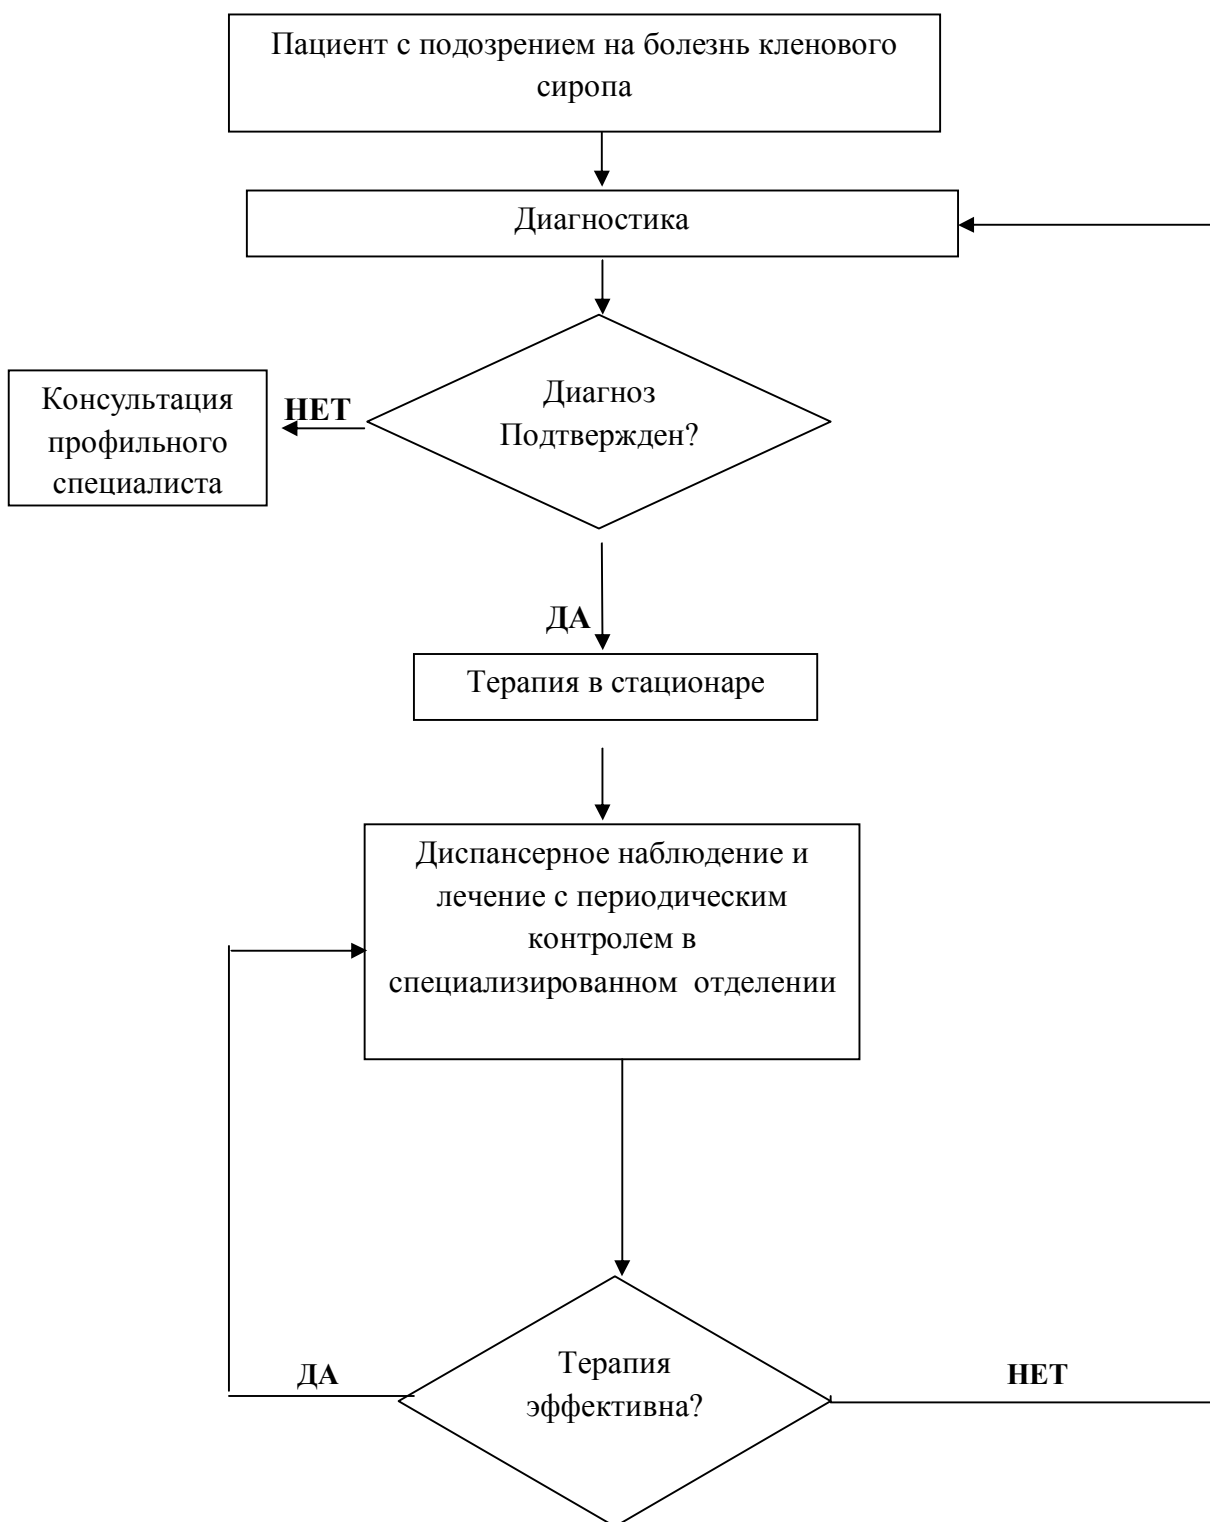 Пациент с подозрением на болезнь кленового
сиропа
Диагностика
Диагноз
Подтвержден?
НЕТ
Консультация
профильного
специалиста
ДА
Терапия в стационаре
Диспансерное наблюдение и
лечение с периодическим
контролем в
специализированном отделении
Терапия
эффективна?
ДА
НЕТ